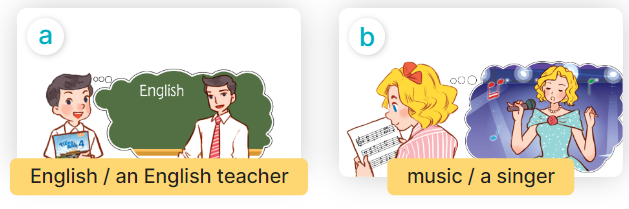 a
b
English
English / an English teacher
music / a singer